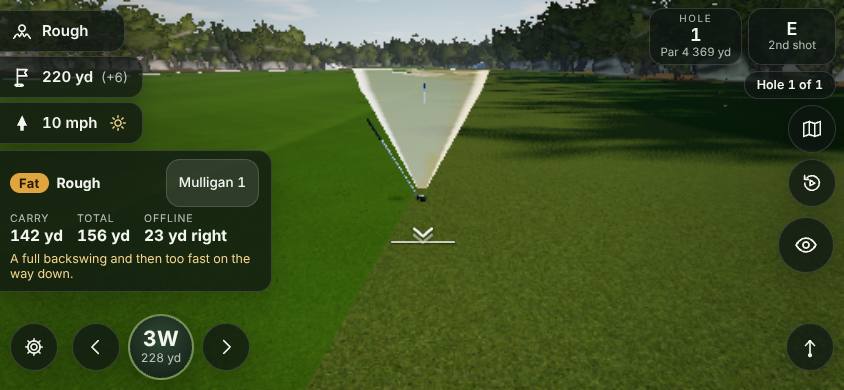 Rough
220 yd (+6)
10 mph
HOLE
1
Par 4 369 yd
E
2nd shot
Hole 1 of 1
Fat Rough
Mulligan 1
CARRY TOTAL OFFLINE
142 yd 156 yd 23 yd right
A full backswing and then too fast on the
way down.
3W
228 yd